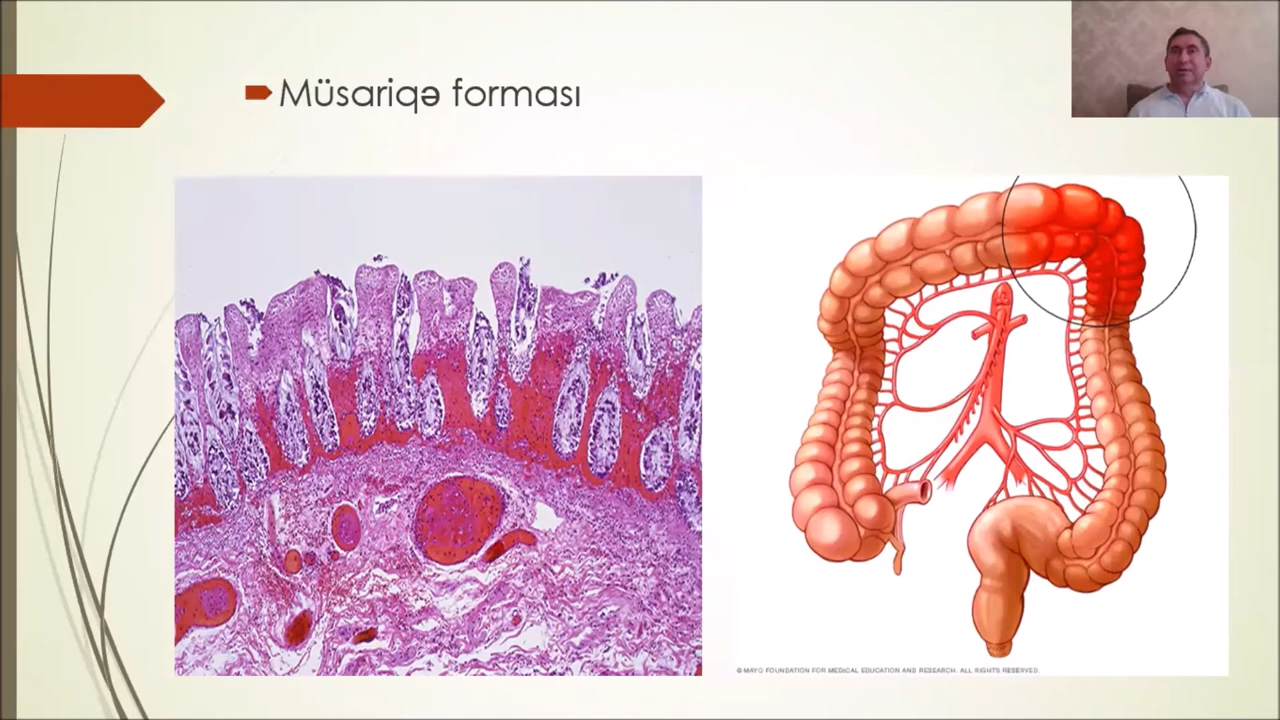 Müsariqə forması
© MAYO FOUNDATION FOR MEDICAL EDUCATION AND RESEARCH. ALL RIGHTS RESERVED.